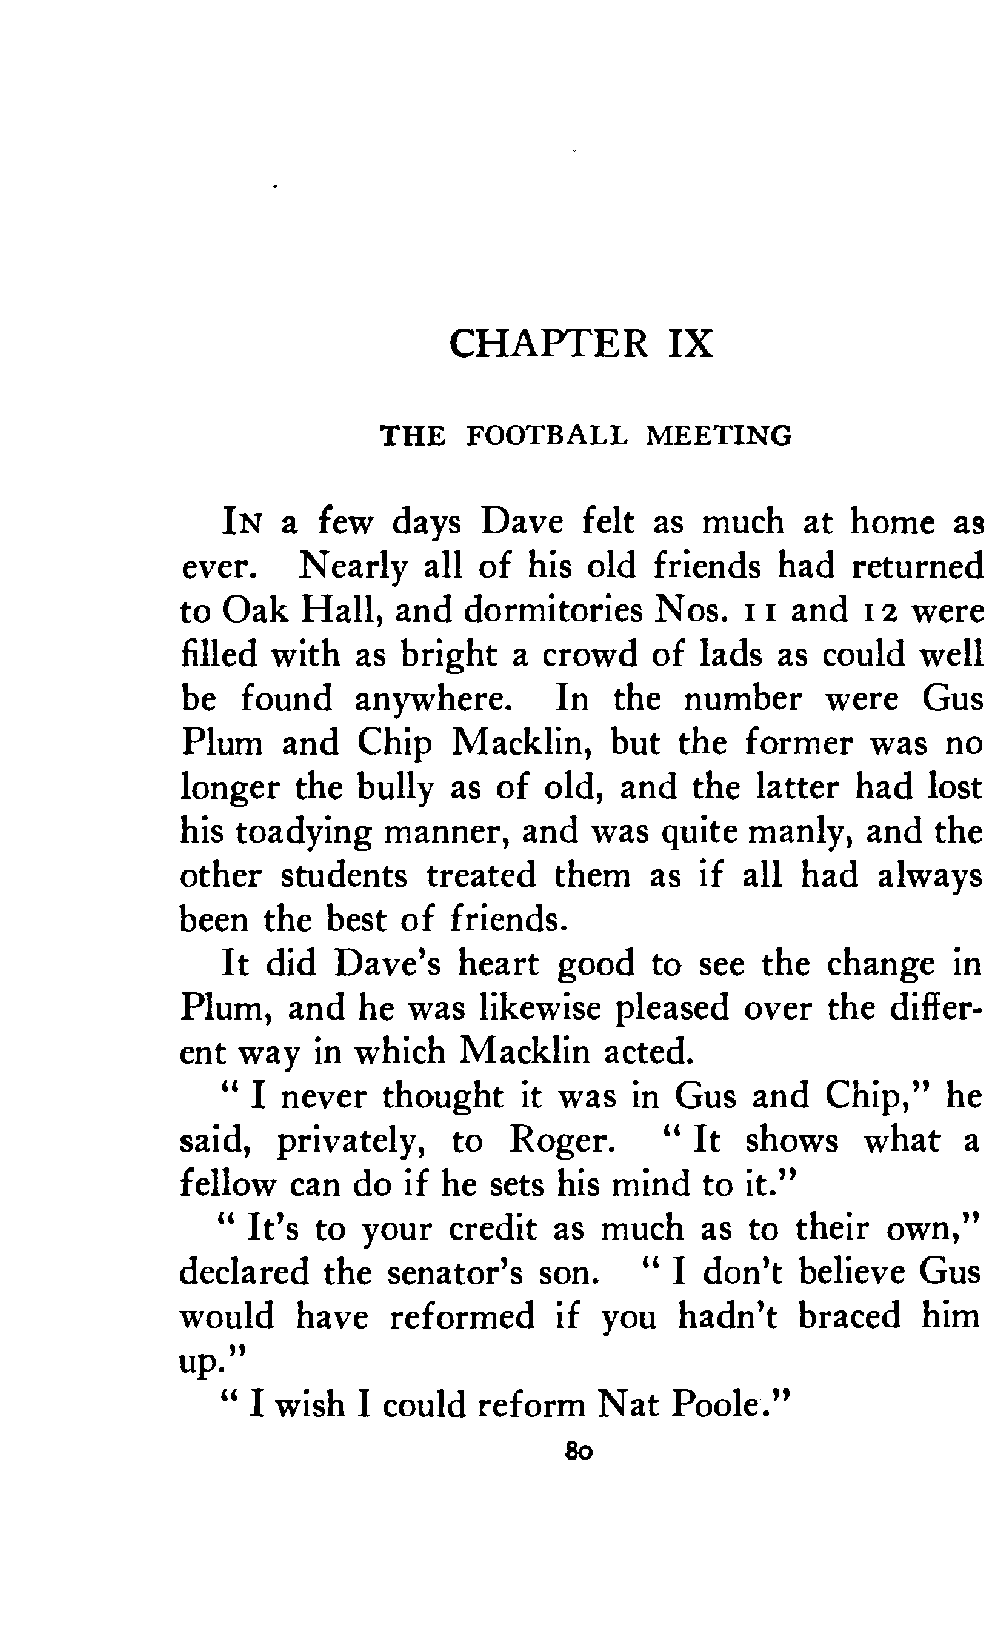 CHAPTER IX
THE FOOTBALL MEETING
In a few days Dave felt as much at home as
ever. Nearly all of his old friends had returned
to Oak Hall, and dormitories Nos. 11 and 12 were
filled with as bright a crowd of lads as could well
be found anywhere. In the number were Gus
Plum and Chip Macklin, but the former was no
longer the bully as of old, and the latter had lost
his toadying manner, and was quite manly, and the
other students treated them as if all had always
been the best of friends.
It did Dave's heart good to see the change in
Plum, and he was likewise pleased over the differ-
ent way in which Macklin acted.
" I never thought it was in Gus and Chip," he
said, privately, to Roger. " It shows what a
fellow can do if he sets his mind to it."
" It's to your credit as much as to their own,"
declared the senator's son. " I don't believe Gus
would have reformed if you hadn't braced him
up."
" I wish I could reform Nat Poole."
80